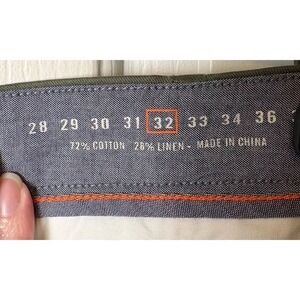 28 29 30 31 32 33 34 36
72% COTTON 28% LINEN - MADE IN CHINA